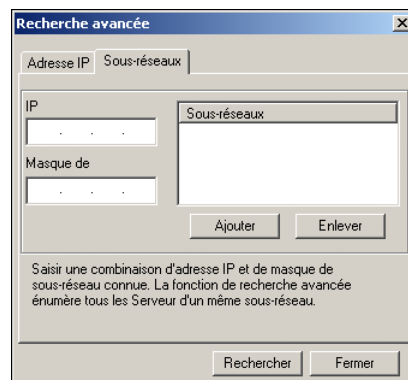 Recherche avancée
Adresse IP
Sous-réseaux
IP
. . .
Sous-réseaux
Masque de
. . .
Ajouter
Enlever
Saisir une combinaison d'adresse IP et de masque de
sous-réseau connue. La fonction de recherche avancée
énumère tous les Serveur d'un même sous-réseau.
Rechercher
Fermer